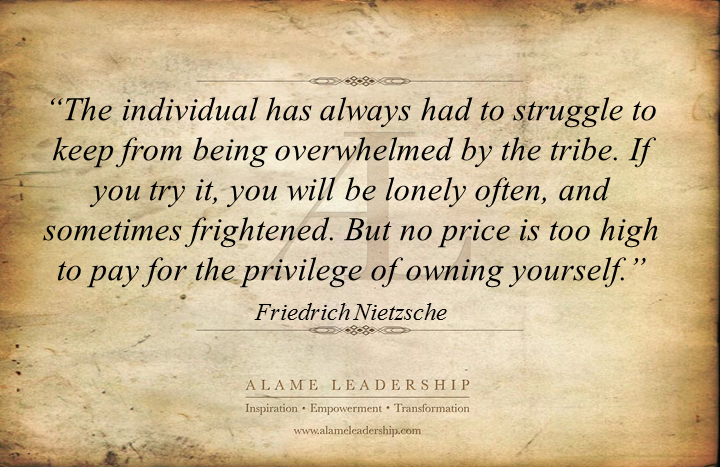 “The individual has always had to struggle to
keep from being overwhelmed by the tribe. If
you try it, you will be lonely often, and
sometimes frightened. But no price is too high
to pay for the privilege of owning yourself.”
Friedrich Nietzsche
AL
ALAME LEADERSHIP
Inspiration • Empowerment • Transformation
www.alameleadership.com